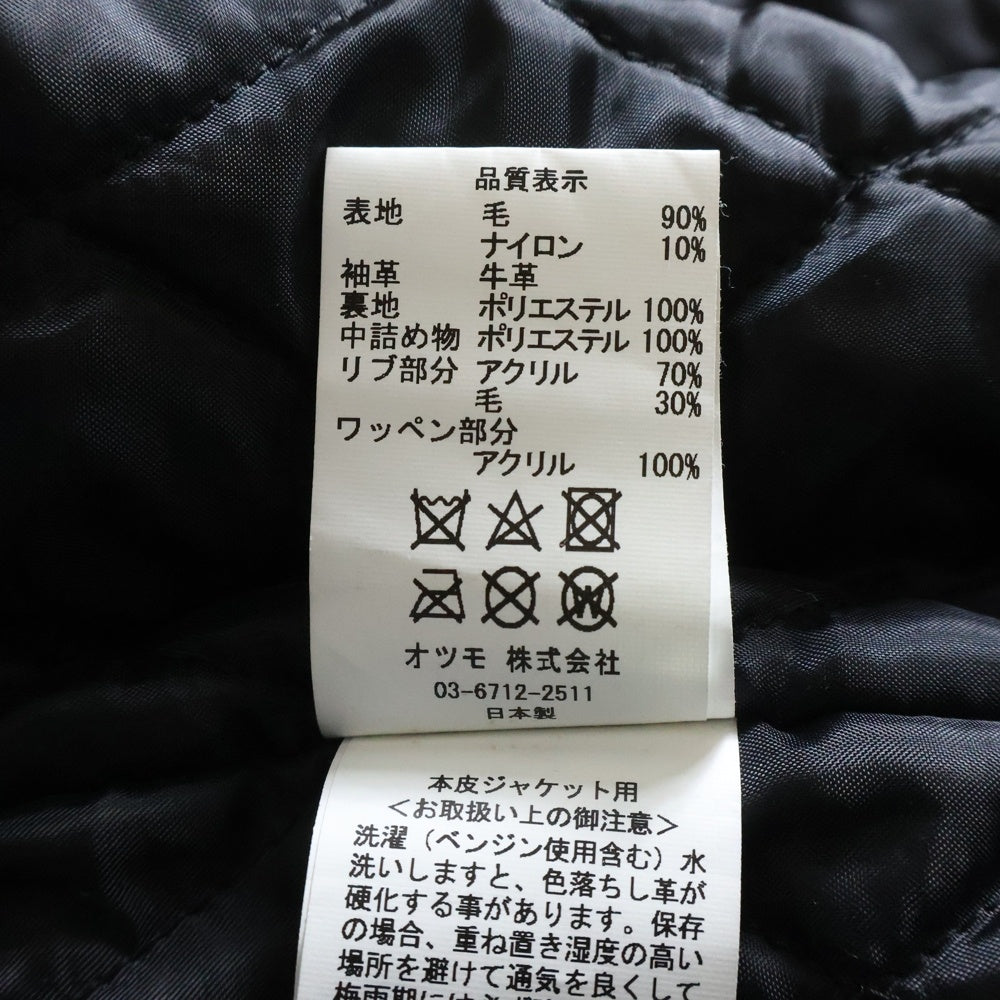 品質表示
表地 毛 90%
ナイロン 10%
袖革 牛革
裏地 ポリエステル 100%
中詰め物 ポリエステル 100%
リブ部分 アクリル 70%
毛 30%
ワッペン部分
アクリル 100%
W
オツモ 株式会社
03-6712-2511
日本製
本皮ジャケット用
<お取扱い上の御注意>
洗濯(ベンジン使用含む)水
洗いしますと、色落ちし革が
硬化する事があります。保存
の場合、重ね置き湿度の高い
場所を避けて通気を良くして
梅雨期には